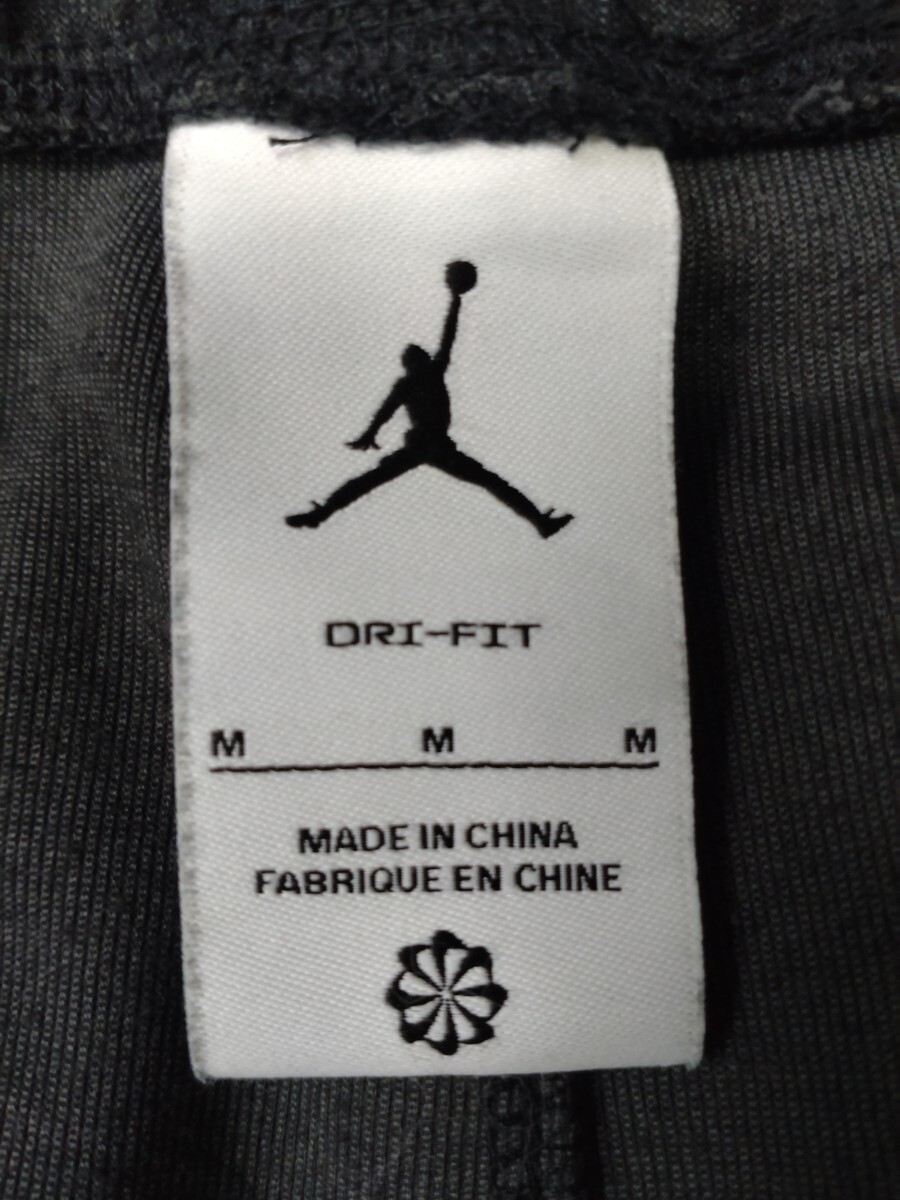 DRI-FIT
M M M
MADE IN CHINA
FABRIQUE EN CHINE